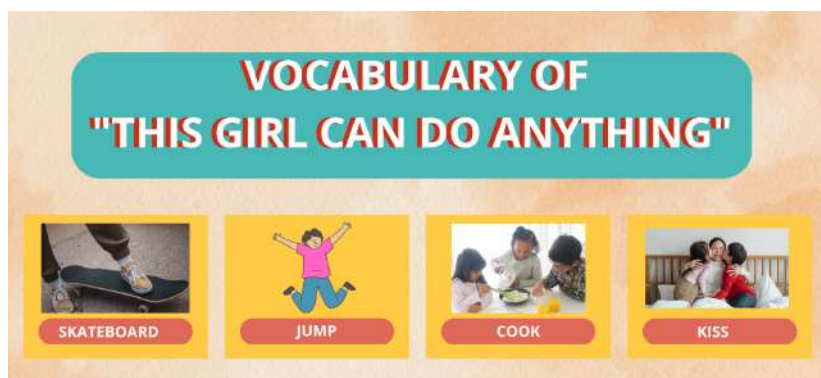 VOCABULARY OF
"THIS GIRL CAN DO ANYTHING"
SKATEBOARD
JUMP
COOK
KISS